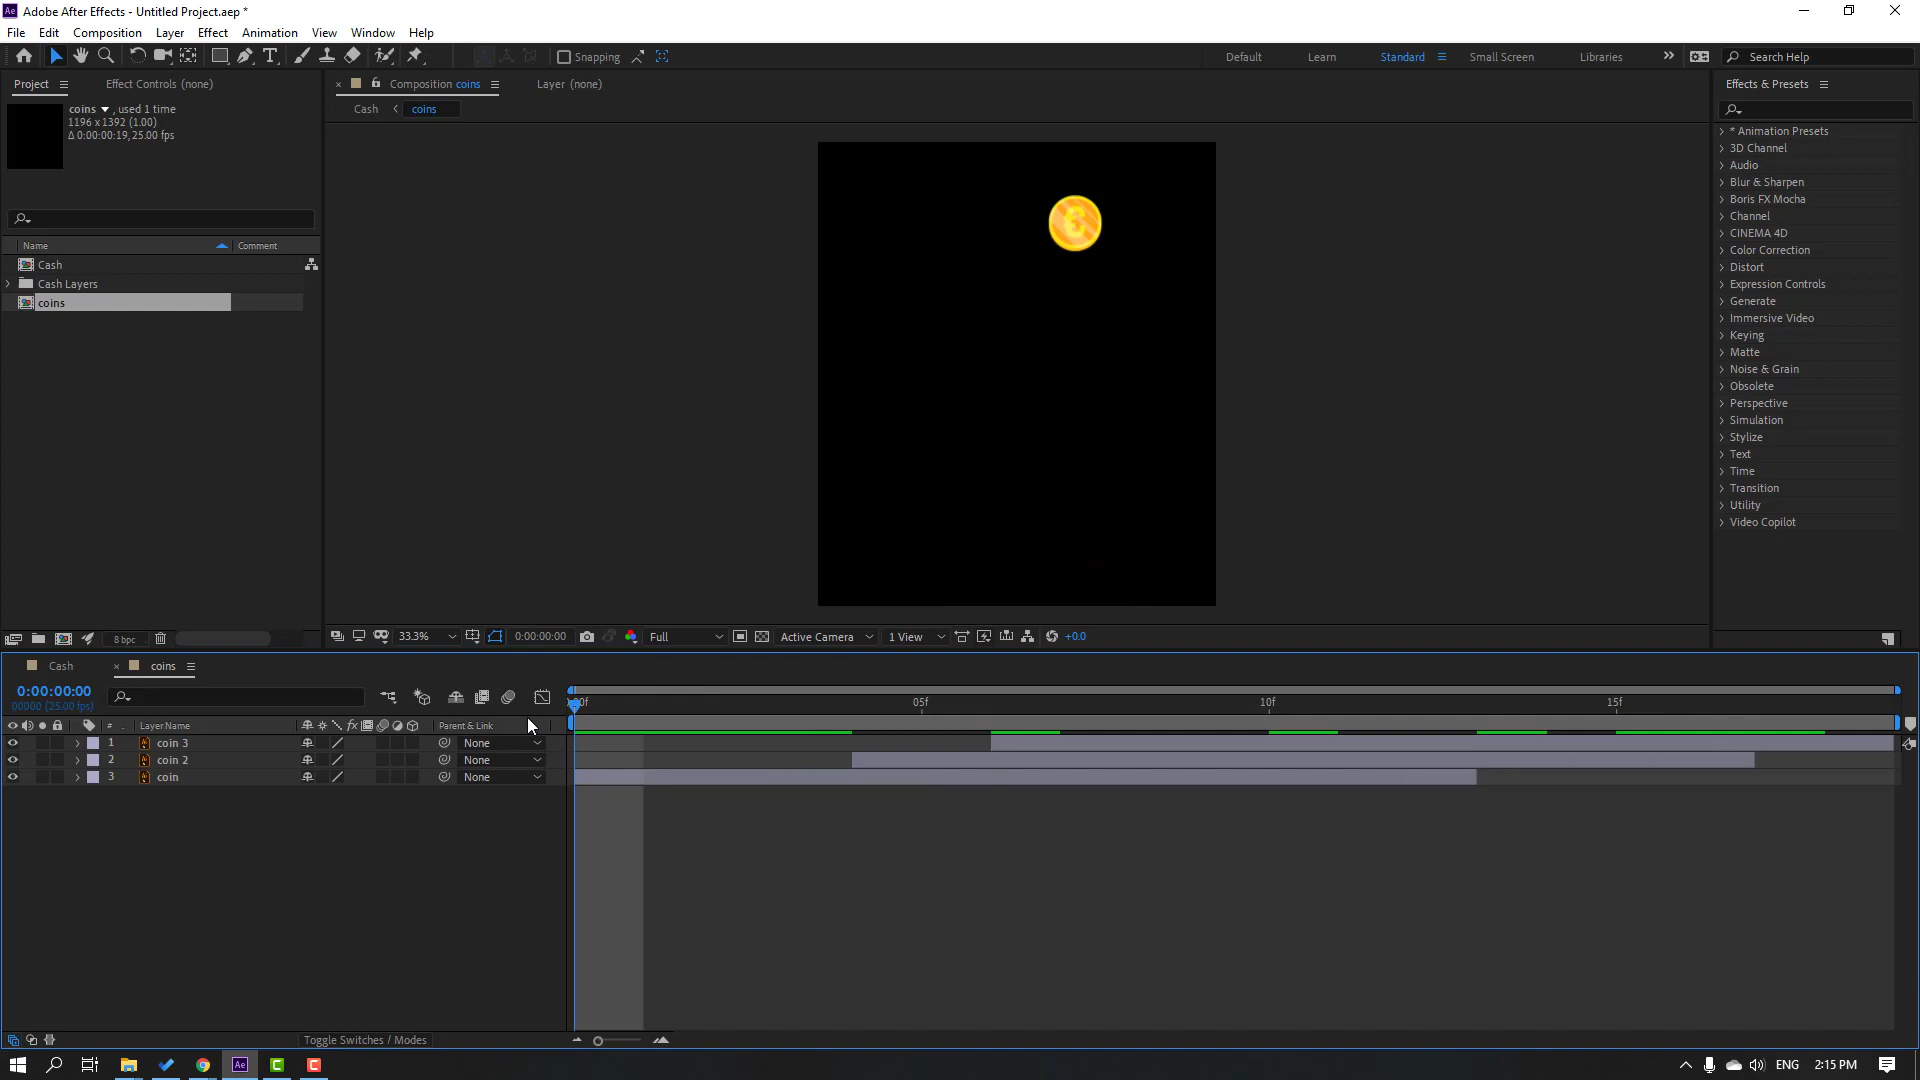 Adobe After Effects - Untitled Project.aep *
File Edit Composition Layer Effect Animation View Window Help
Snapping Default Learn Standard Small Screen Libraries Search Help
Project Effect Controls (none) Composition coins Layer (none) Effects & Presets
coins , used 1 time
1196 x 1392 (1.00)
Δ 0:00:00:19, 25.00 fps
Cash coins
Name Comment
Cash
Cash Layers
coins
* Animation Presets
3D Channel
Audio
Blur & Sharpen
Boris FX Mocha
Channel
CINEMA 4D
Color Correction
Distort
Expression Controls
Generate
Immersive Video
Keying
Matte
Noise & Grain
Obsolete
Perspective
Simulation
Stylize
Text
Time
Transition
Utility
Video Copilot
8 bpc 33.3% 0:00:00:00 Full Active Camera 1 View +0.0
Cash coins
0:00:00:00
00000 (25.00 fps)
05f 10f 15f
# Layer Name fx Parent & Link
1 coin 3 None
2 coin 2 None
3 coin None
Toggle Switches / Modes
Ae ENG 2:15 PM